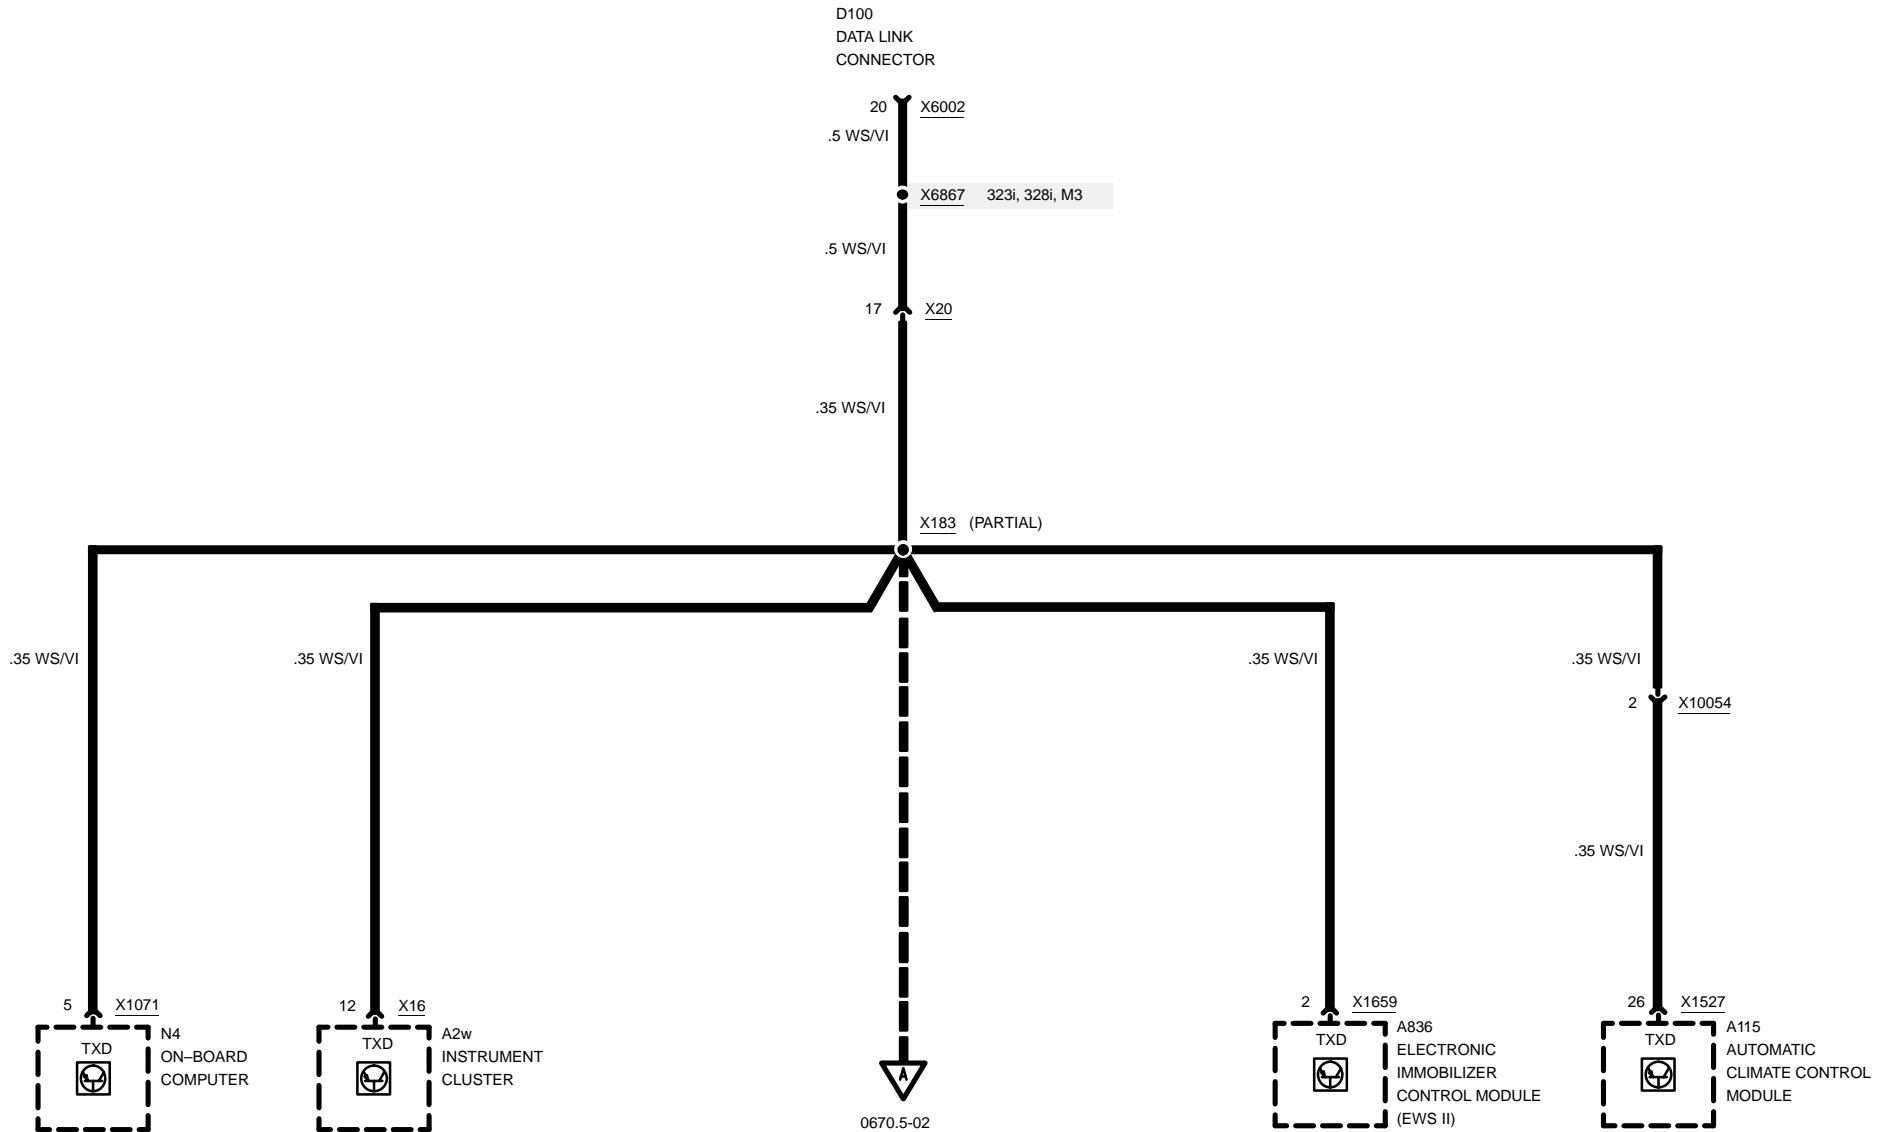 D100
DATA LINK
CONNECTOR
20 X6002
.5 WS/VI
X6867 323i, 328i, M3
.5 WS/VI
17 X20
.35 WS/VI
X183 (PARTIAL)
.35 WS/VI
.35 WS/VI
.35 WS/VI
.35 WS/VI
2 X10054
.35 WS/VI
5 X1071
TXD
N4
ON–BOARD
COMPUTER
12 X16
TXD
A2w
INSTRUMENT
CLUSTER
A
0670.5-02
2 X1659
TXD
A836
ELECTRONIC
IMMOBILIZER
CONTROL MODULE
(EWS II)
26 X1527
TXD
A115
AUTOMATIC
CLIMATE CONTROL
MODULE